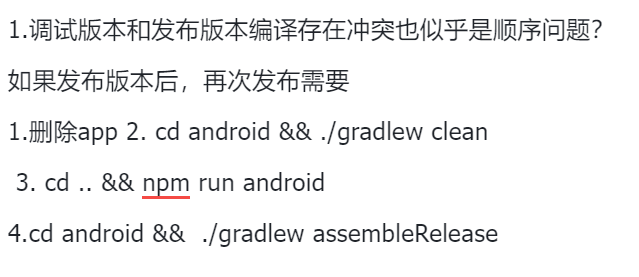 1.调试版本和发布版本编译存在冲突也似乎是顺序问题？
如果发布版本后，再次发布需要
1.删除app 2. cd android && ./gradlew clean
3. cd .. && npm run android
4.cd android &&  ./gradlew assembleRelease